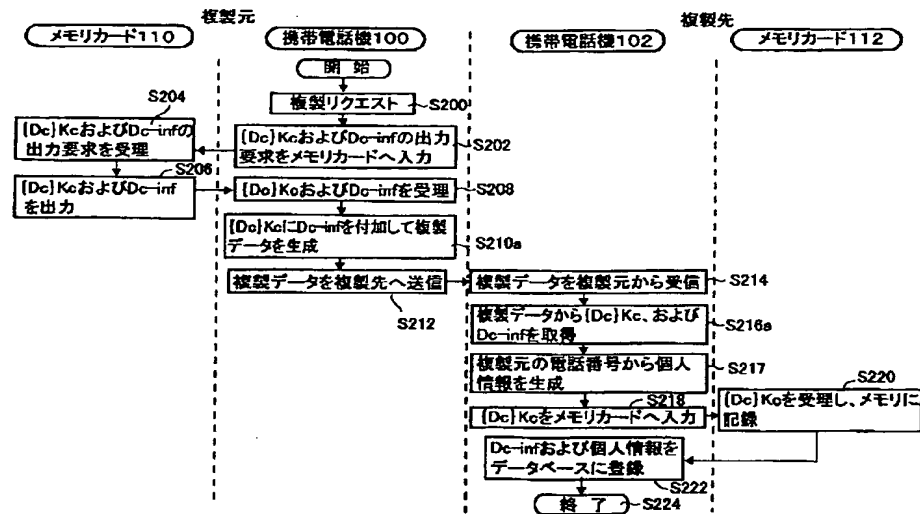 複製元
複製先
メモリカード110
携帯電話機100
携帯電話機102
メモリカード112
開始
複製リクエスト
S200
{Dc}KcおよびDc-infの出力
要求をメモリカードへ入力
S202
S204
{Dc}KcおよびDc-infの
出力要求を受理
S206
{Dc}KcおよびDc-inf
を出力
{Dc}KcおよびDc-infを受理
S208
{Dc}KcにDc-infを付加して複製
データを生成
S210a
複製データを複製先へ送信
S212
複製データを複製元から受信
S214
複製データから{Dc}Kc、および
Dc-infを取得
S216a
複製元の電話番号から個人
情報を生成
S217
S218
{Dc}Kcをメモリカードへ入力
S220
{Dc}Kcを受理し、メモリに
記録
Dc-infおよび個人情報を
データベースに登録
S222
終了
S224